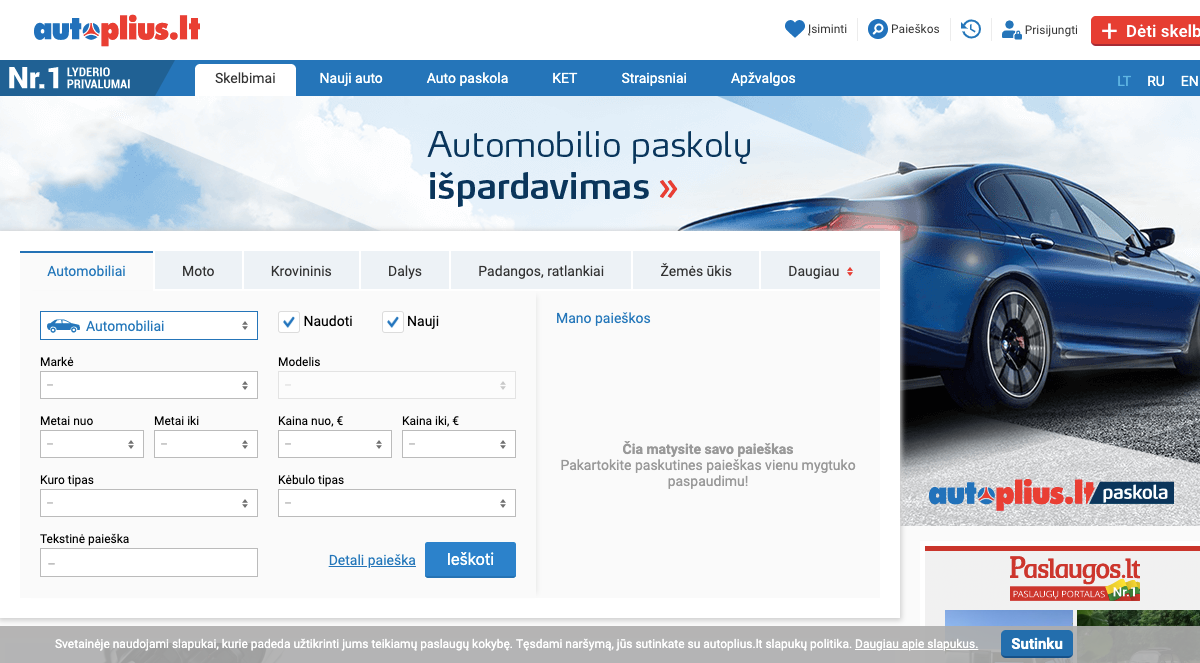 autoplius.lt
Įsiminti
Paieškos
Prisijungti
Dėti skelb
Nr.1 LYDERIO
PRIVALUMAI
Skelbimai
Nauji auto
Auto paskola
KET
Straipsniai
Apžvalgos
LT RU EN
Automobilio paskolų
išpardavimas »
Automobiliai
Moto
Krovininis
Dalys
Padangos, ratlankiai
Žemės ūkis
Daugiau
Automobiliai
Naudoti
Nauji
Mano paieškos
Markė
Modelis
–
–
Metai nuo
Metai iki
Kaina nuo, €
Kaina iki, €
–
–
–
–
Čia matysite savo paieškas
Pakartokite paskutines paieškas vienu mygtuko
paspaudimu!
Kuro tipas
Kėbulo tipas
–
–
Tekstinė paieška
–
Detali paieška
Ieškoti
autoplius.lt paskola
Paslaugos.lt
PASLAUGŲ PORTALAS Nr.1
Svetainėje naudojami slapukai, kurie padeda užtikrinti jums teikiamų paslaugų kokybę. Tęsdami naršymą, jūs sutinkate su autoplius.lt slapukų politika. Daugiau apie slapukus.
Sutinku